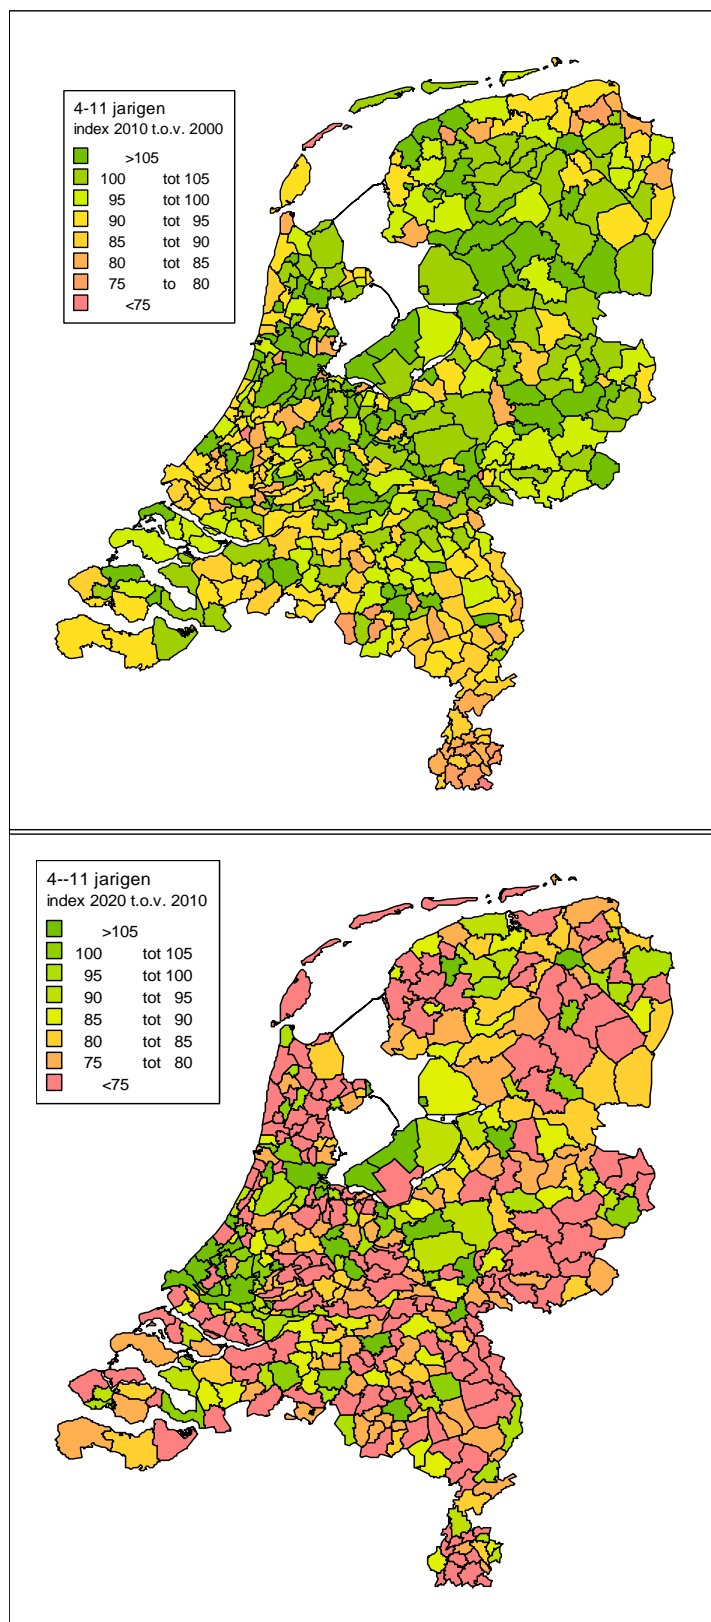 4-11 jarigen
index 2010 t.o.v. 2000
>105
100 tot 105
95 tot 100
90 tot 95
85 tot 90
80 tot 85
75 to 80
<75
4--11 jarigen
index 2020 t.o.v. 2010
>105
100 tot 105
95 tot 100
90 tot 95
85 tot 90
80 tot 85
75 tot 80
<75